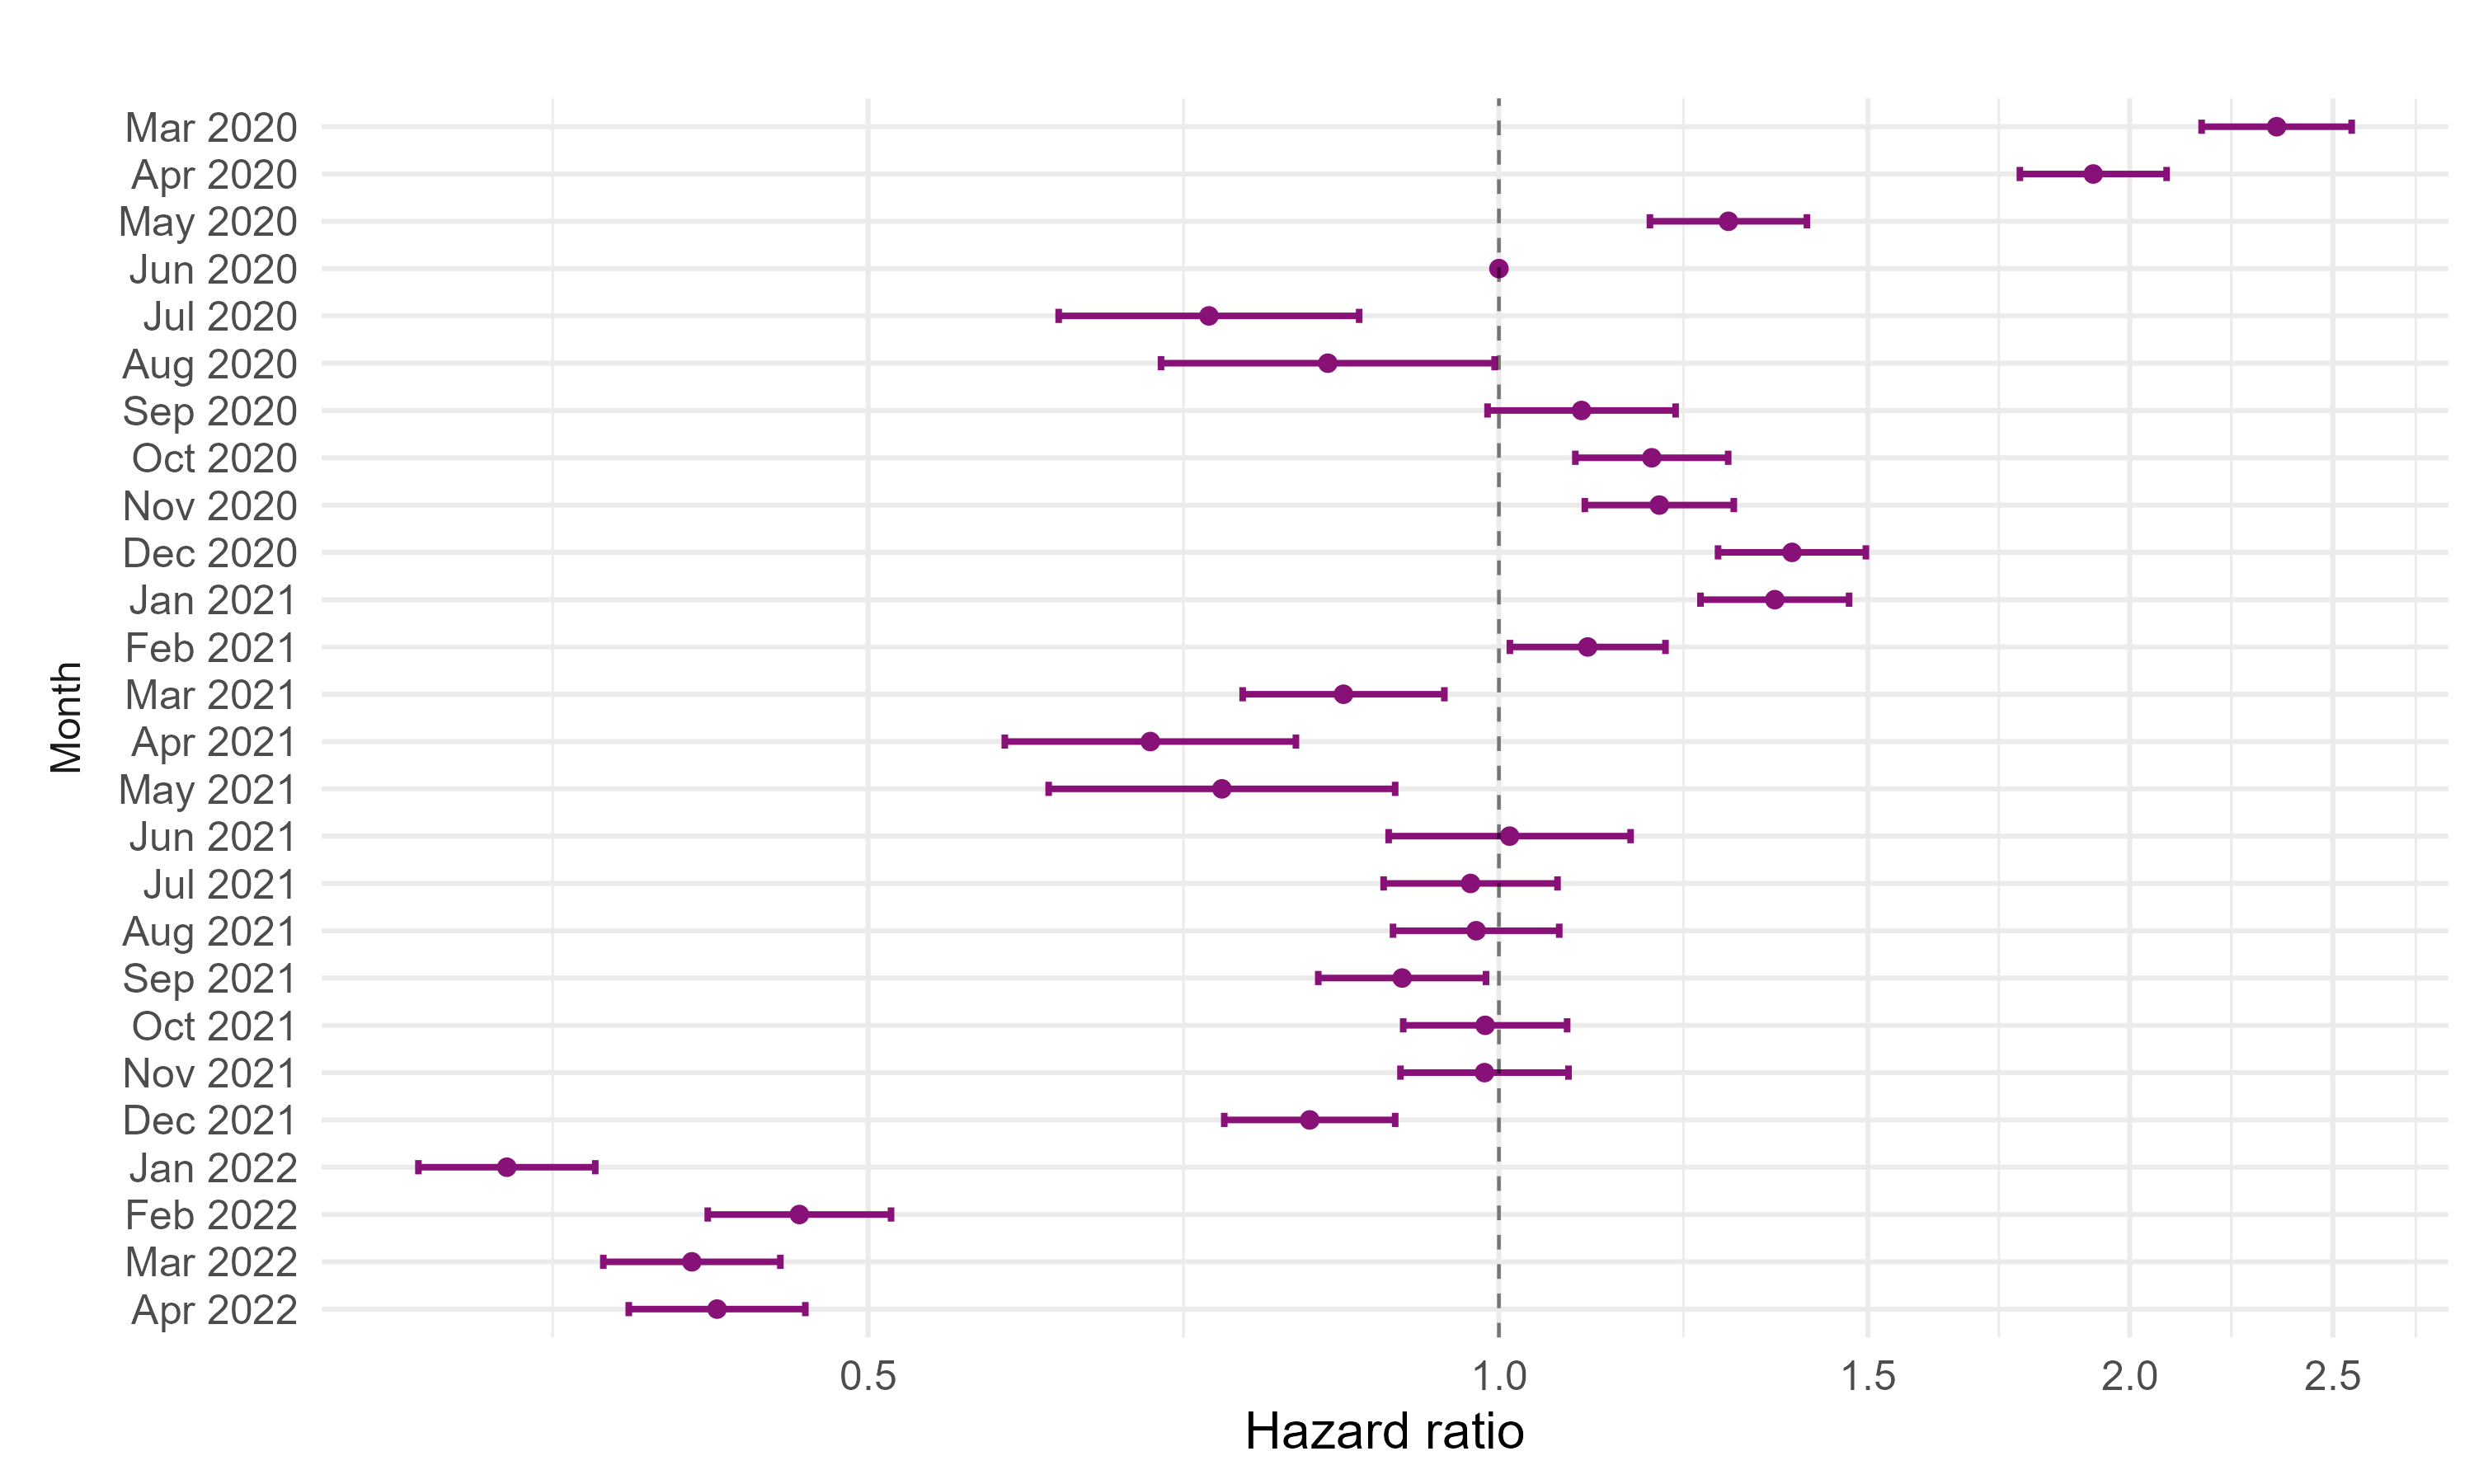 Mar 2020
Apr 2020
May 2020
Jun 2020
Jul 2020
Aug 2020
Sep 2020
Oct 2020
Nov 2020
Dec 2020
Jan 2021
Feb 2021
Mar 2021
Apr 2021
May 2021
Jun 2021
Jul 2021
Aug 2021
Sep 2021
Oct 2021
Nov 2021
Dec 2021
Jan 2022
Feb 2022
Mar 2022
Apr 2022
Month
0.5 1.0 1.5 2.0 2.5
Hazard ratio